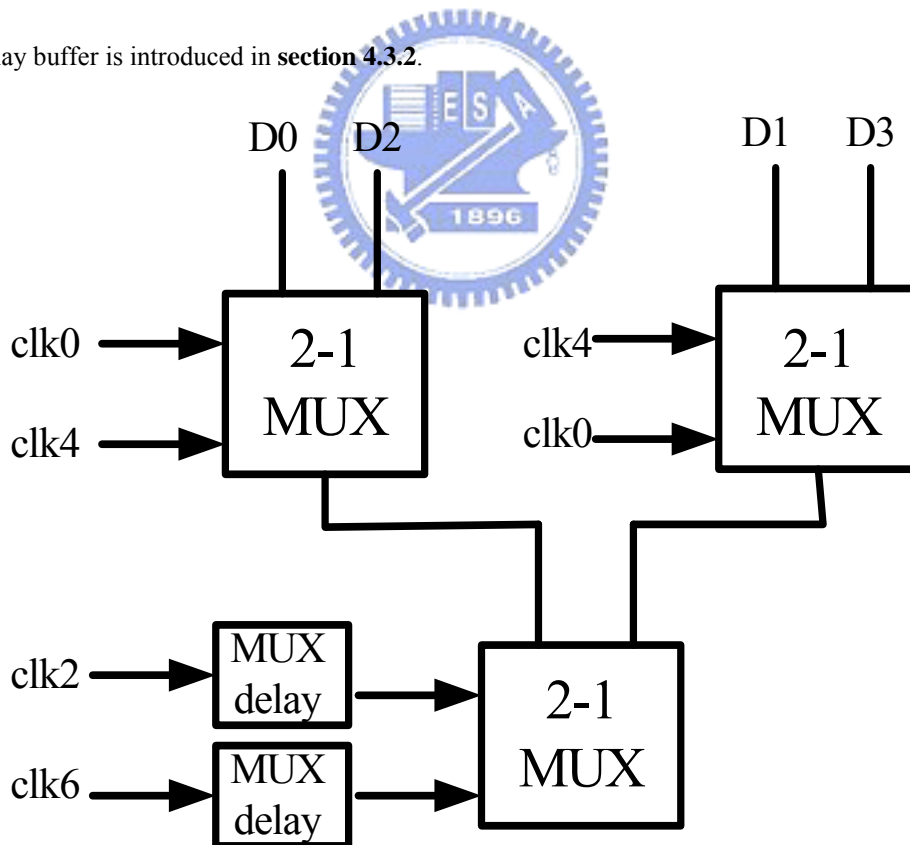 lay buffer is introduced in section 4.3.2.
E S A
1896
D0 D2 D1 D3
clk0
2-1
MUX
clk4
clk4
2-1
MUX
clk0
clk2
MUX
delay
2-1
MUX
clk6
MUX
delay